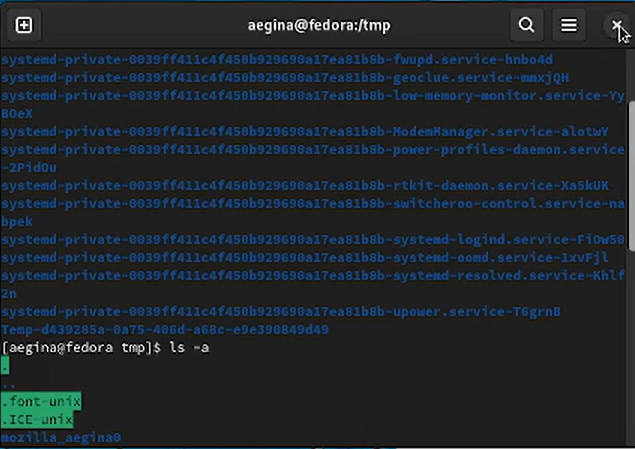 aegina@fedora:/tmp
systemd-private-0039ff411c4f450b929690a17ea81b8b-fwupd.service-hnbo4d
systemd-private-0039ff411c4f450b929690a17ea81b8b-geoclue.service-mmxjQH
systemd-private-0039ff411c4f450b929690a17ea81b8b-low-memory-monitor.service-Yy
BOeX
systemd-private-0039ff411c4f450b929690a17ea81b8b-ModemManager.service-alotwY
systemd-private-0039ff411c4f450b929690a17ea81b8b-power-profiles-daemon.service
-2PidOu
systemd-private-0039ff411c4f450b929690a17ea81b8b-rtkit-daemon.service-Xa5kUK
systemd-private-0039ff411c4f450b929690a17ea81b8b-switcheroo-control.service-na
bpek
systemd-private-0039ff411c4f450b929690a17ea81b8b-systemd-logind.service-FiOw50
systemd-private-0039ff411c4f450b929690a17ea81b8b-systemd-oomd.service-1xvFjl
systemd-private-0039ff411c4f450b929690a17ea81b8b-systemd-resolved.service-Khlf
2n
systemd-private-0039ff411c4f450b929690a17ea81b8b-upower.service-T6grnB
Temp-d439285a-0a75-406d-a68c-e9e390849d49
[aegina@fedora tmp]$ ls -a
.
..
.font-unix
.ICE-unix
mozilla_aegina0